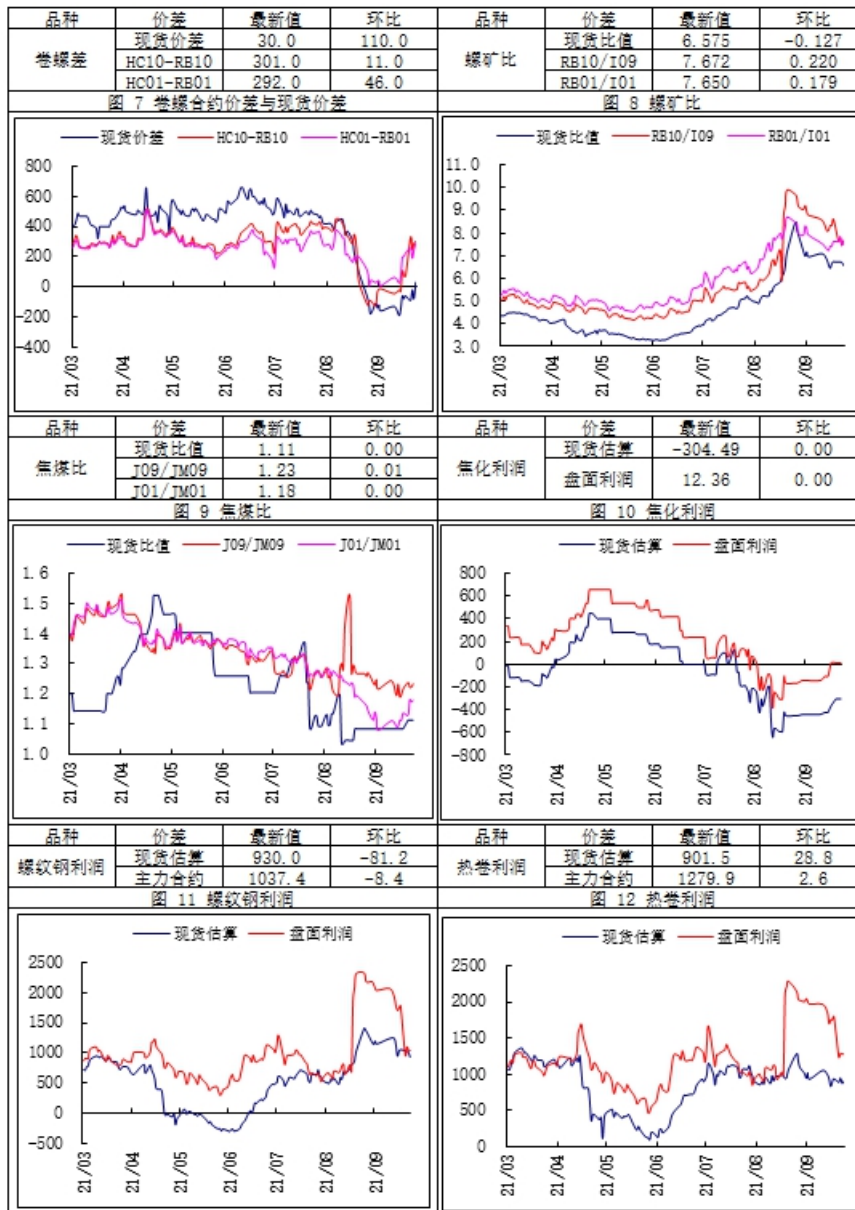 品种 价差 最新值 环比
卷螺差 现货价差 30.0 110.0
HC10-RB10 301.0 11.0
HC01-RB01 292.0 46.0
图 7 卷螺合约价差与现货价差
现货价差 HC10-RB10 HC01-RB01
800
600
400
200
0
-200
-400
21/03 21/04 21/05 21/06 21/07 21/08 21/09
品种 价差 最新值 环比
螺矿比 现货比值 6.575 -0.127
RB10/I09 7.672 0.220
RB01/I01 7.650 0.179
图 8 螺矿比
现货比值 RB10/I09 RB01/I01
11.0
10.0
9.0
8.0
7.0
6.0
5.0
4.0
3.0
21/03 21/04 21/05 21/06 21/07 21/08 21/09
品种 价差 最新值 环比
焦煤比 现货比值 1.11 0.00
J09/JM09 1.23 0.01
J01/JM01 1.18 0.00
图 9 焦煤比
现货比值 J09/JM09 J01/JM01
1.6
1.5
1.4
1.3
1.2
1.1
1.0
21/03 21/04 21/05 21/06 21/07 21/08 21/09
品种 价差 最新值 环比
焦化利润 现货估算 -304.49 0.00
盘面利润 12.36 0.00
图 10 焦化利润
现货估算 盘面利润
800
600
400
200
0
-200
-400
-600
-800
21/03 21/04 21/05 21/06 21/07 21/08 21/09
品种 价差 最新值 环比
螺纹钢利润 现货估算 930.0 -81.2
主力合约 1037.4 -8.4
图 11 螺纹钢利润
现货估算 盘面利润
2500
2000
1500
1000
500
0
-500
21/03 21/04 21/05 21/06 21/07 21/08 21/09
品种 价差 最新值 环比
热卷利润 现货估算 901.5 28.8
主力合约 1279.9 2.6
图 12 热卷利润
现货估算 盘面利润
2500
2000
1500
1000
500
0
21/03 21/04 21/05 21/06 21/07 21/08 21/09